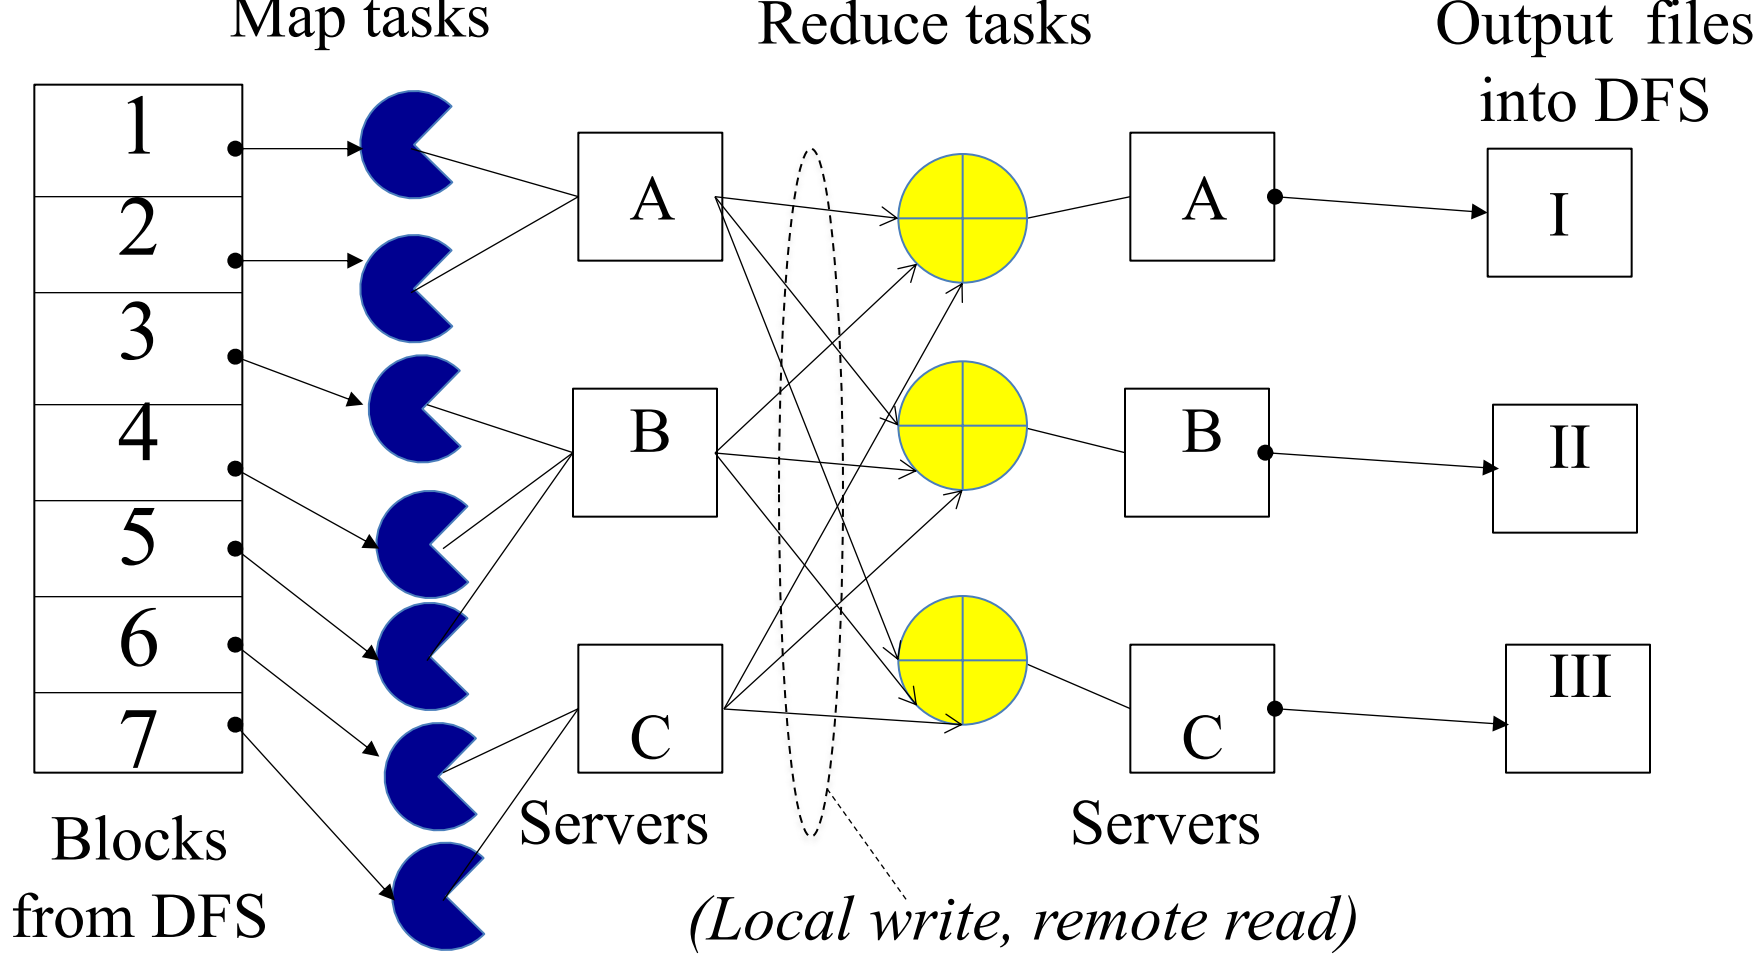 Map tasks
Reduce tasks
Output files
into DFS
1
2
3
4
5
6
7
A
B
C
A
B
C
I
II
III
Servers
Servers
Blocks
from DFS
(Local write, remote read)